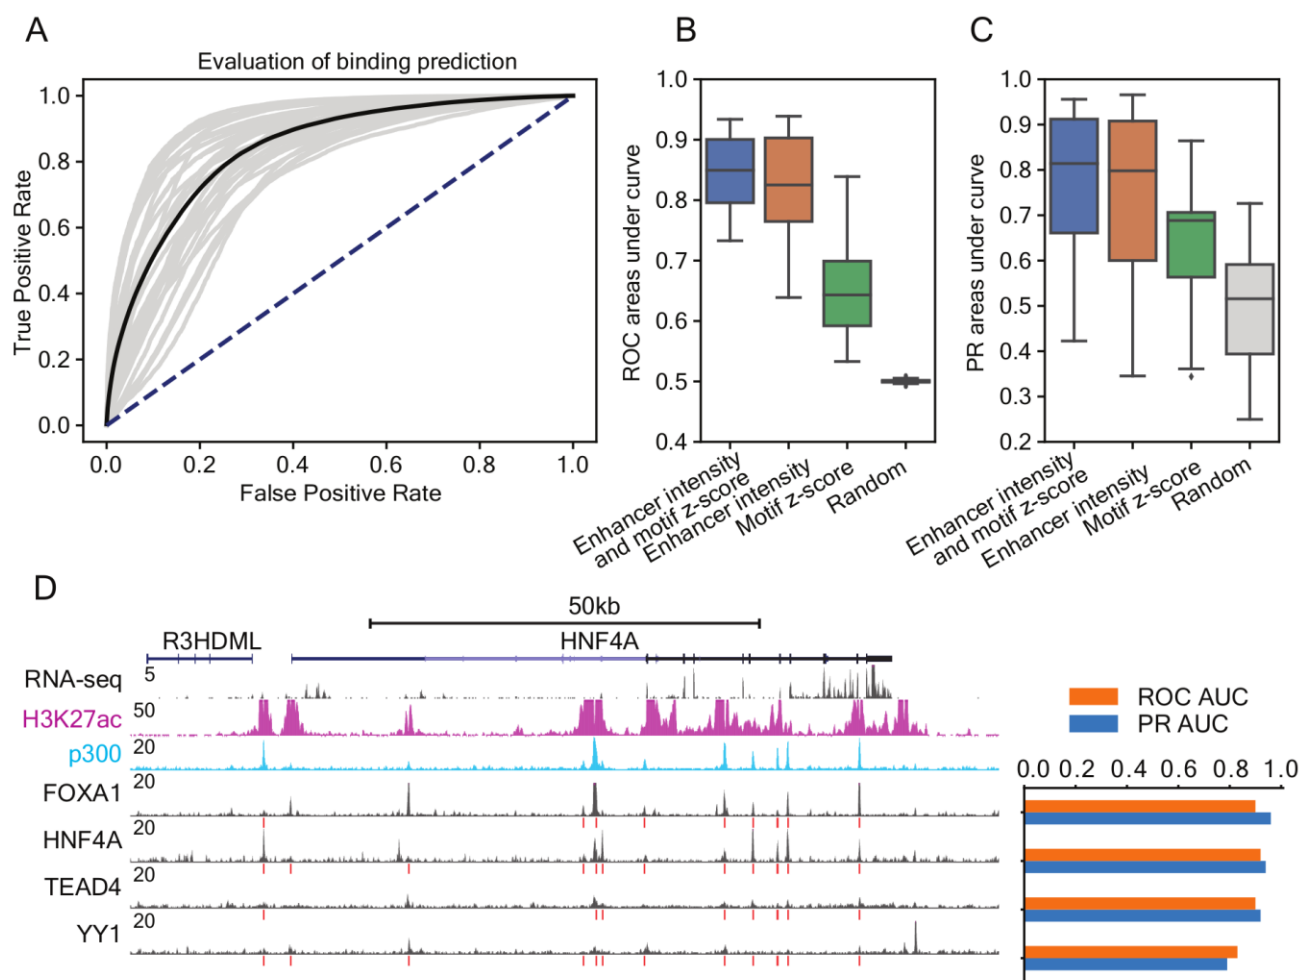 A
Evaluation of binding prediction
True Positive Rate
1.0
0.8
0.6
0.4
0.2
0.0
0.0 0.2 0.4 0.6 0.8 1.0
False Positive Rate
B
ROC areas under curve
1.0
0.9
0.8
0.7
0.6
0.5
0.4
Enhancer intensity
and motif z-score
Enhancer intensity
Motif z-score
Random
C
PR areas under curve
1.0
0.9
0.8
0.7
0.6
0.5
0.4
0.3
0.2
Enhancer intensity
and motif z-score
Enhancer intensity
Motif z-score
Random
D
50kb
R3HDML HNF4A
RNA-seq 5
H3K27ac 50
p300 20
FOXA1 20
HNF4A 20
TEAD4 20
YY1 20
ROC AUC
PR AUC
0.0 0.2 0.4 0.6 0.8 1.0